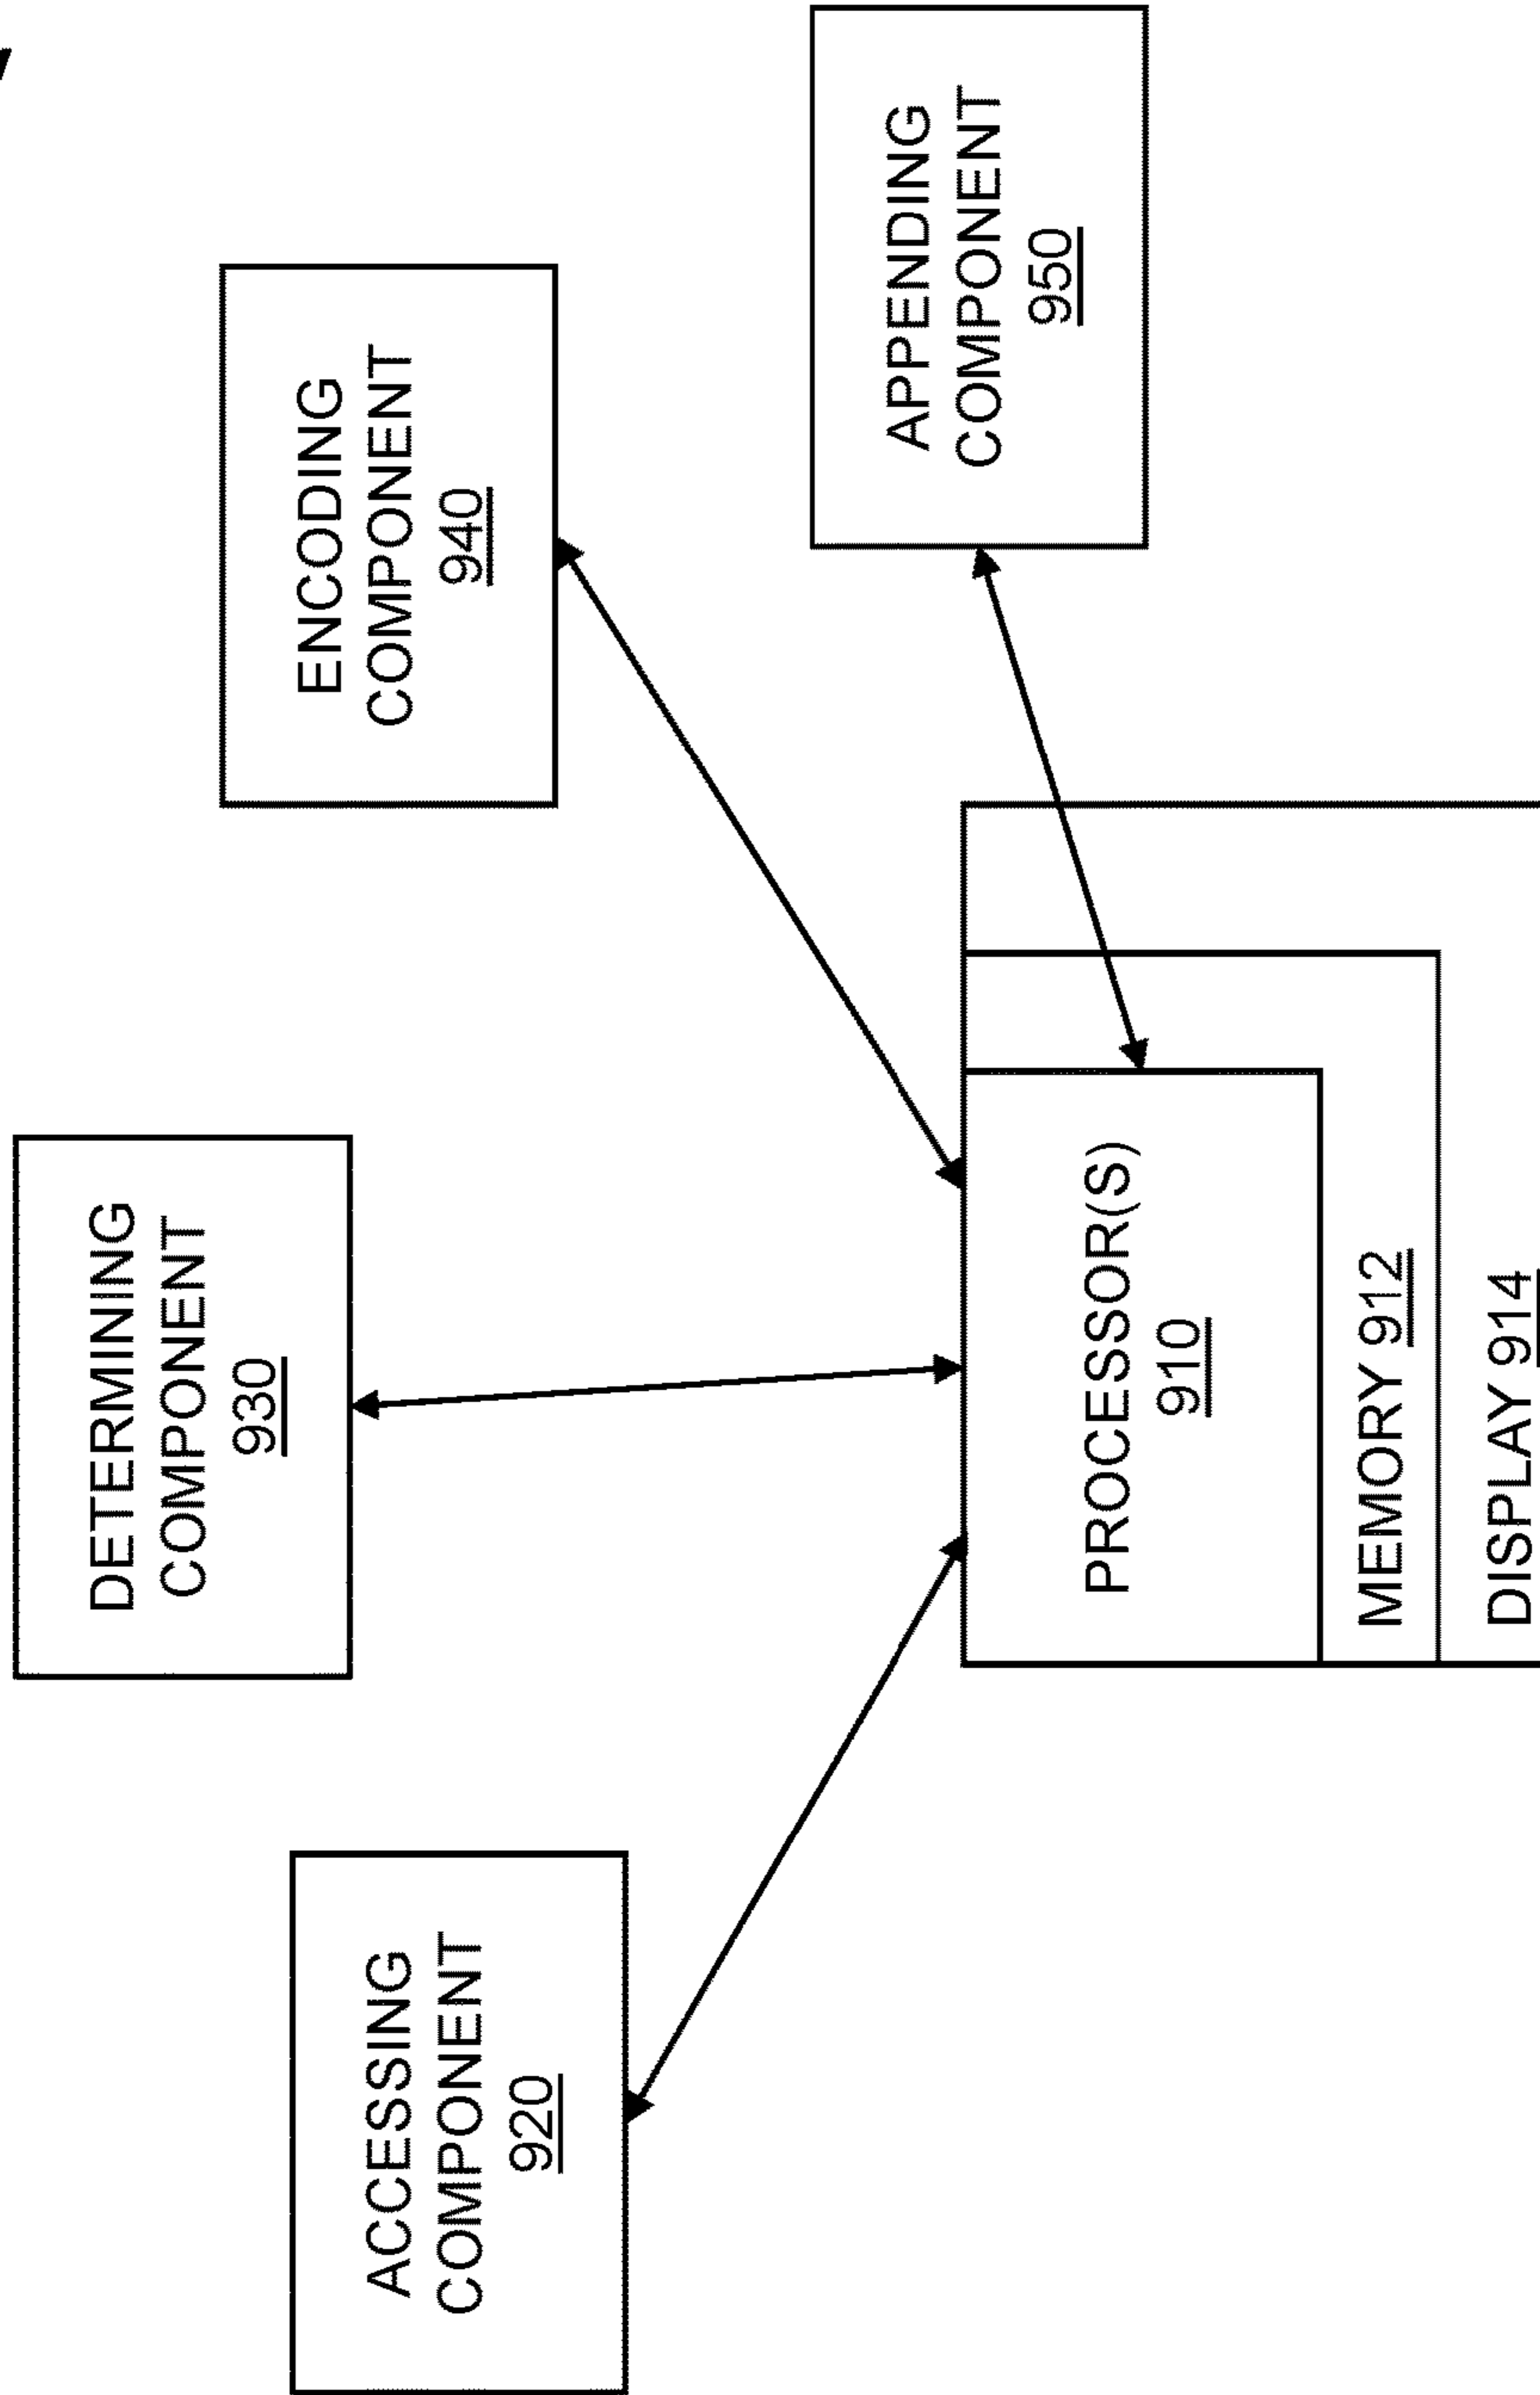 ACCESSING
COMPONENT
920
DETERMINING
COMPONENT
930
ENCODING
COMPONENT
940
APPENDING
COMPONENT
950
PROCESSOR(S)
910
MEMORY 912
DISPLAY 914